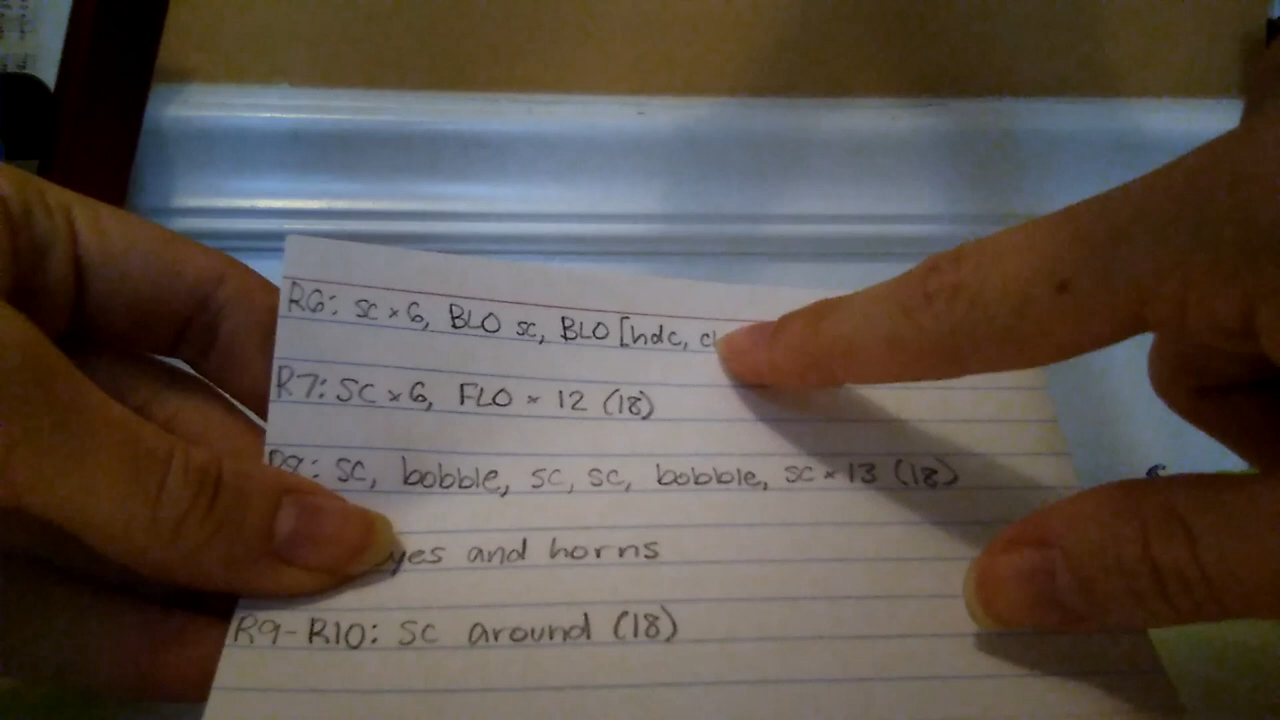 R6: sc × 6, BLO sc, BLO [hdc,
R7: SC × 6, FLO × 12 (18)
sc, bobble, sc, sc, bobble, sc × 13 (18)
and horns
R9-R10: SC around (18)